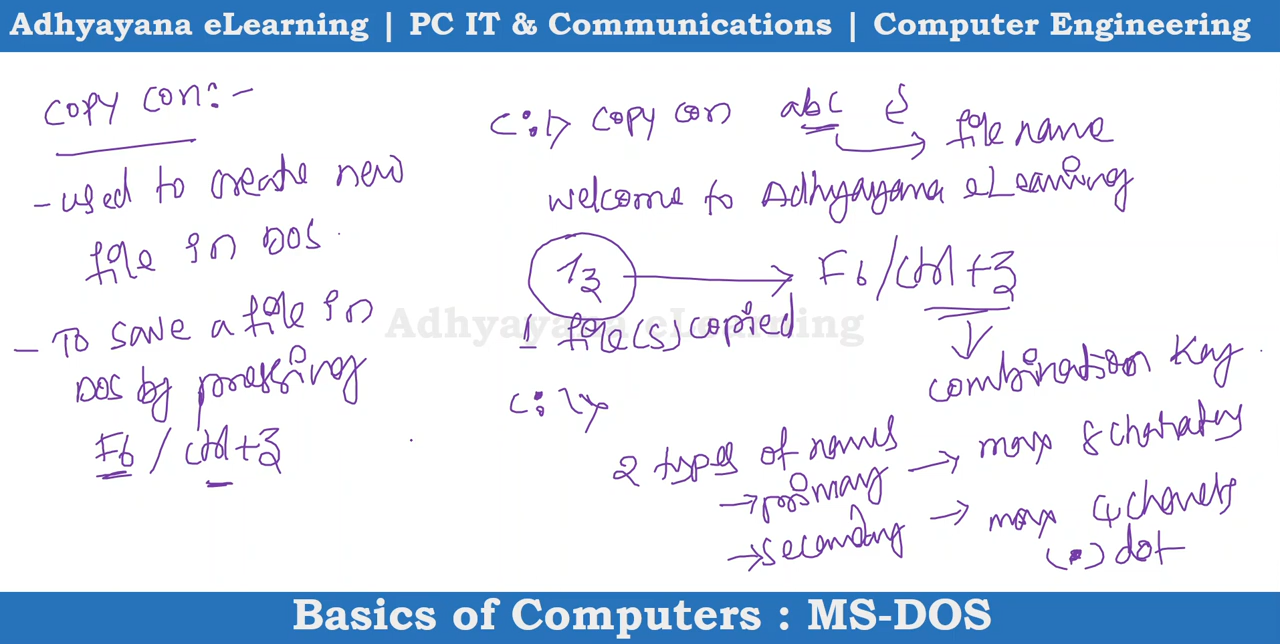 Adhyayana eLearning | PC IT & Communications | Computer Engineering
Copy con:-
- used to create new
file in DOS
- To save a file in
DOS by pressing
F6 / ctrl+z
C:\> copy con abc
file name
welcome to Adhyayana eLearning
^z → F6/ctrl+z
1 file(s) copied
combination key
C:\>
2 types of names
→ primary → max 8 charaters
→ secondary → max 4
(.) dot
Adhyayana eLearning
Basics of Computers : MS-DOS